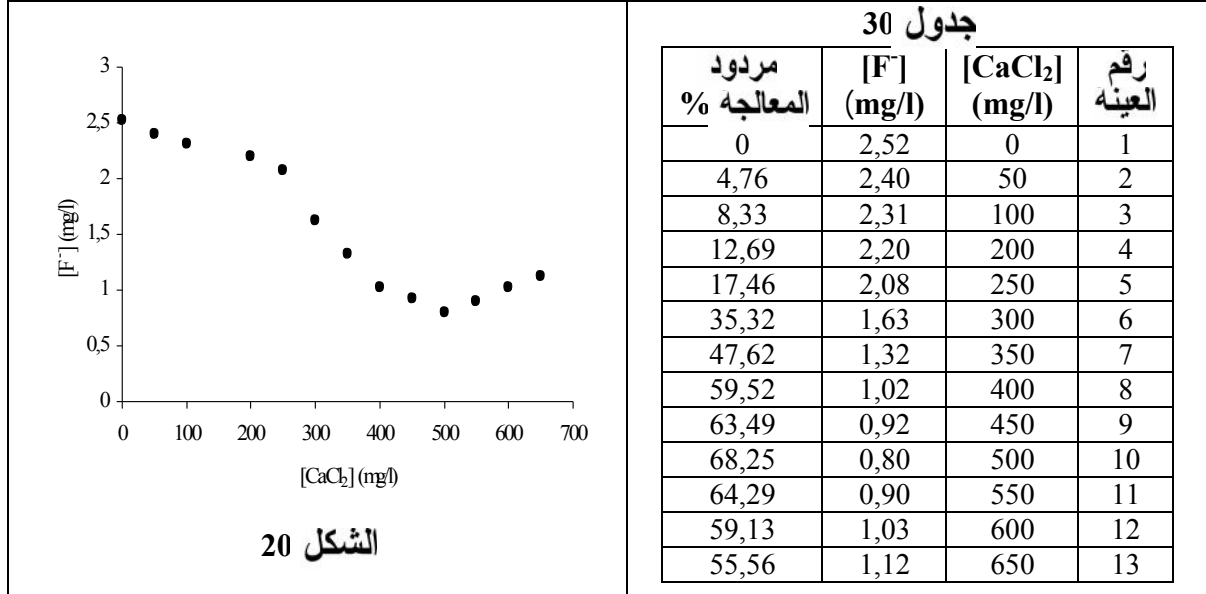 3
2,5
2
1,5
1
0,5
0
[F⁻] (mg/l)
0 100 200 300 400 500 600 700
[CaCl₂] (mg/l)
الشكل 20
جدول 30
رقم العينة [CaCl₂] (mg/l) [F⁻] (mg/l) مردود المعالجة %
1 0 2,52 0
2 50 2,40 4,76
3 100 2,31 8,33
4 200 2,20 12,69
5 250 2,08 17,46
6 300 1,63 35,32
7 350 1,32 47,62
8 400 1,02 59,52
9 450 0,92 63,49
10 500 0,80 68,25
11 550 0,90 64,29
12 600 1,03 59,13
13 650 1,12 55,56